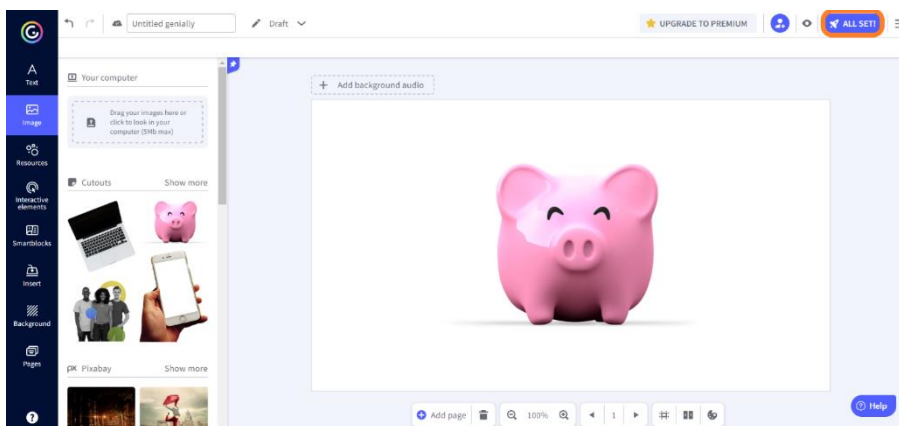 Untitled genially
Draft
UPGRADE TO PREMIUM
ALL SET!
Text
Image
Resources
Interactive
elements
Smartblocks
Insert
Background
Pages
Your computer
Drag your images here or
click to look in your
computer (5Mb max)
Cutouts Show more
Pixabay Show more
+ Add background audio
Add page
100%
1
? Help